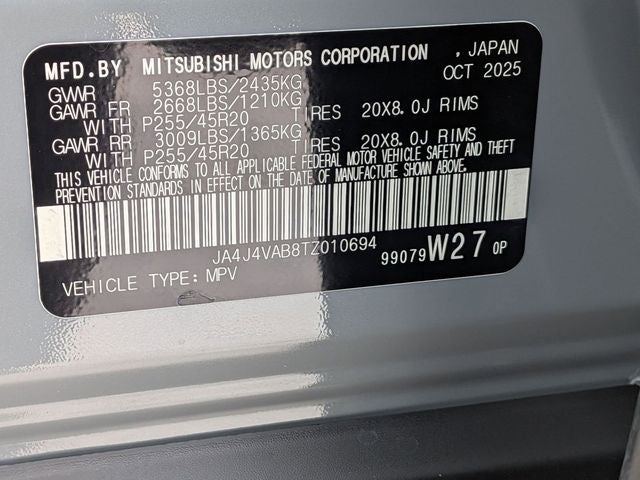 MFD.BY MITSUBISHI MOTORS CORPORATION , JAPAN
OCT 2025
GVWR 5368LBS/2435KG
GAWR FR 2668LBS/1210KG
WITH P255/45R20 TIRES 20X8.0J RIMS
GAWR RR 3009LBS/1365KG
WITH P255/45R20 TIRES 20X8.0J RIMS
THIS VEHICLE CONFORMS TO ALL APPLICABLE FEDERAL MOTOR VEHICLE SAFETY AND THEFT
PREVENTION STANDARDS IN EFFECT ON THE DATE OF MANUFACTURE SHOWN ABOVE.
JA4J4VAB8TZ010694
99079W27 0P
VEHICLE TYPE: MPV